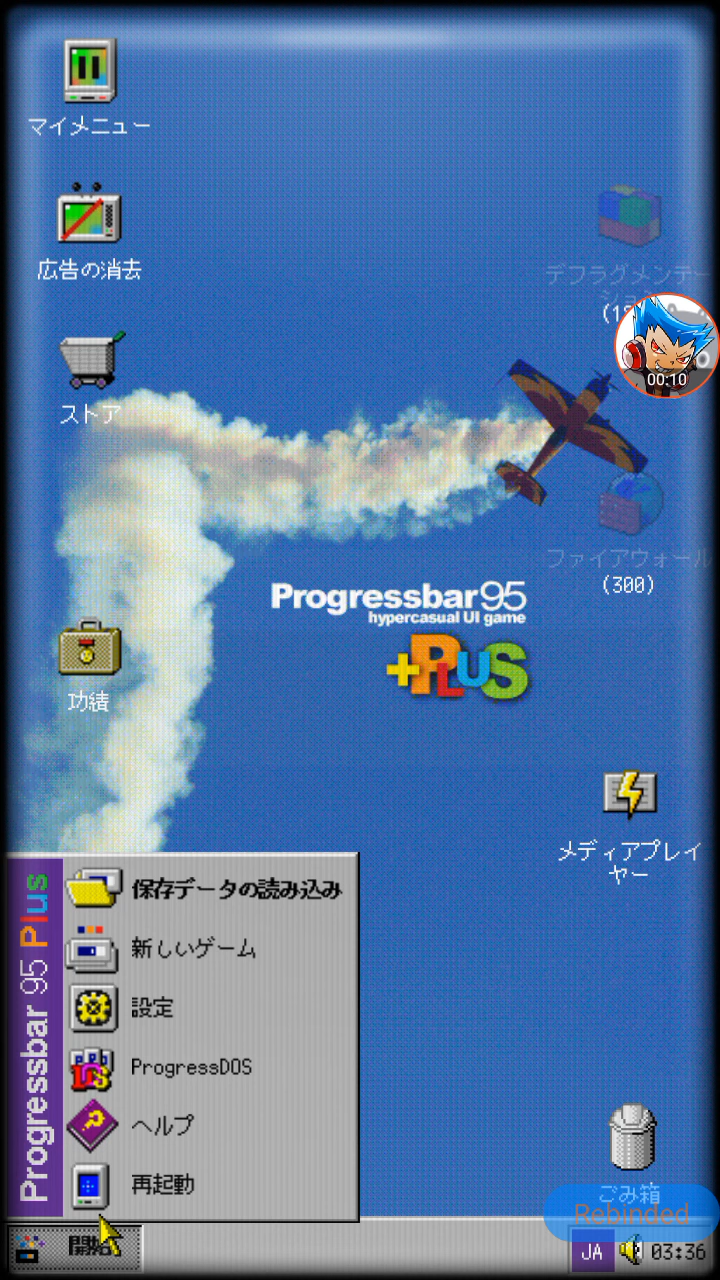 マイメニュー
広告の消去
デフラグメンテー
ション
00:10
ストア
ファイアウォール
(300)
Progressbar95
hypercasual UI game
+PLUS
功績
メディアプレイ
ヤー
保存データの読み込み
新しいゲーム
設定
ProgressDOS
ヘルプ
再起動
Progressbar 95 Plus
ごみ箱
Rebinded
開始
JA
03:36